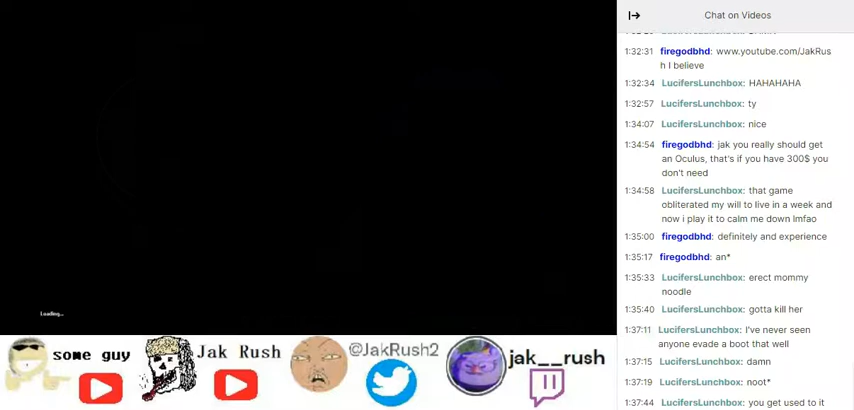 Chat on Videos
1:32:31 firegodbhd: www.youtube.com/JakRus
h I believe
1:32:34 LucifersLunchbox: HAHAHAHA
1:32:57 LucifersLunchbox: ty
1:34:07 LucifersLunchbox: nice
1:34:54 firegodbhd: jak you really should get
an Oculus, that's if you have 300$ you
don't need
1:34:58 LucifersLunchbox: that game
obliterated my will to live in a week and
now i play it to calm me down lmfao
1:35:00 firegodbhd: definitely and experience
1:35:17 firegodbhd: an*
1:35:33 LucifersLunchbox: erect mommy
noodle
1:35:40 LucifersLunchbox: gotta kill her
1:37:11 LucifersLunchbox: I've never seen
anyone evade a boot that well
1:37:15 LucifersLunchbox: damn
1:37:19 LucifersLunchbox: noot*
1:37:44 LucifersLunchbox: you get used to it
Loading...
some guy
Jak Rush
@JakRush2
jak__rush